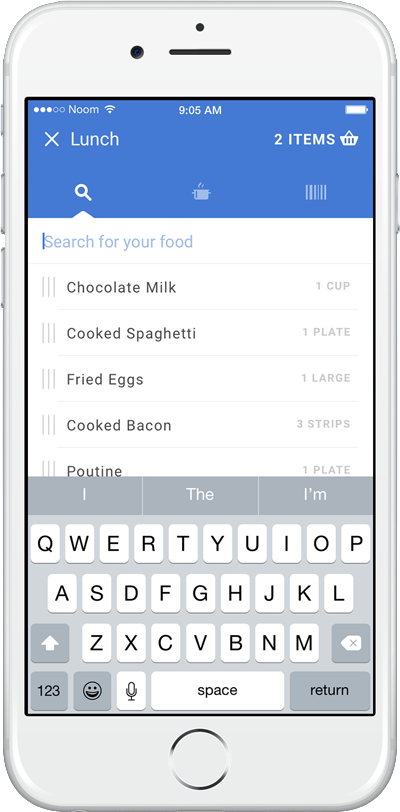 Noom 9:05 AM
Lunch 2 ITEMS
Search for your food
Chocolate Milk 1 CUP
Cooked Spaghetti 1 PLATE
Fried Eggs 1 LARGE
Cooked Bacon 3 STRIPS
Poutine 1 PLATE
I The I'm
Q W E R T Y U I O P
A S D F G H J K L
Z X C V B N M
123 space return